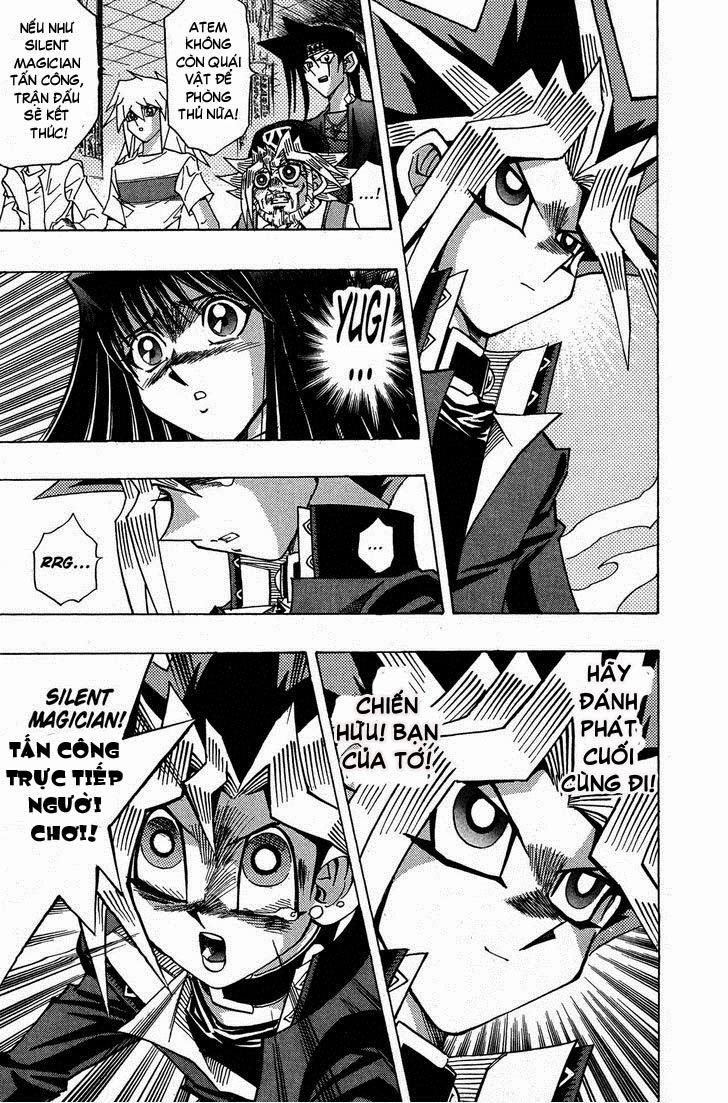 ATEM
KHÔNG
CÒN QUÁI
VẬT ĐỂ
PHÒNG
THỦ NỮA!
NẾU NHƯ
SILENT
MAGICIAN
TẤN CÔNG,
TRẬN ĐẤU
SẼ KẾT
THÚC!
....!
YUGI
...
...
RRG...
HÃY
ĐÁNH
PHÁT
CUỐI
CÙNG ĐI!
CHIẾN
HỮU! BẠN
CỦA TỚ!
SILENT
MAGICIAN!
TẤN CÔNG
TRỰC TIẾP
NGƯỜI
CHƠI!